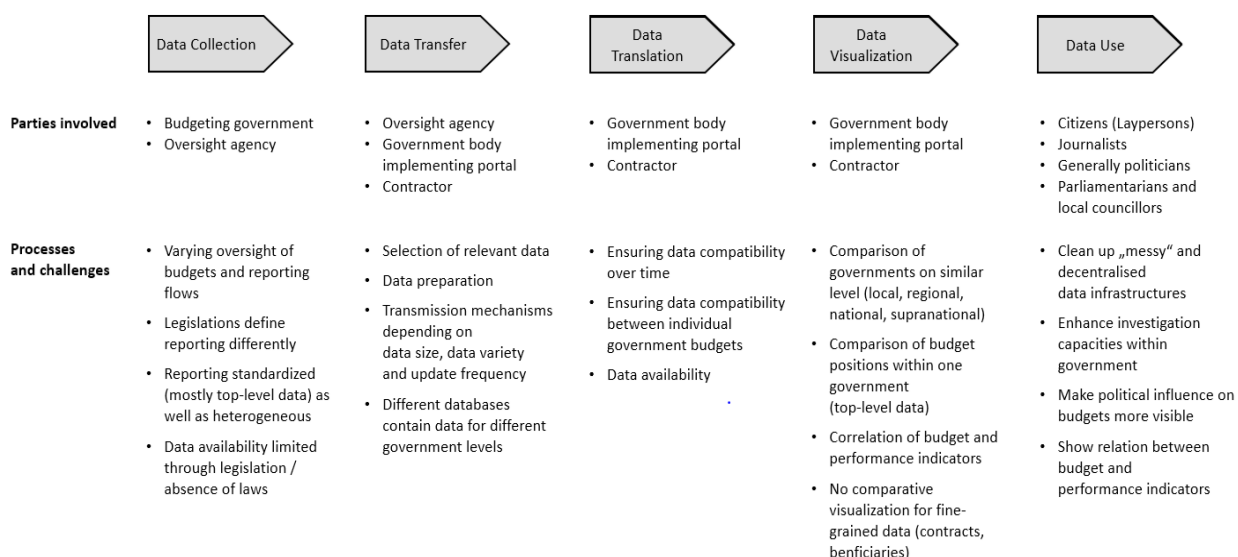 Data Collection
Data Transfer
Data
Translation
Data
Visualization
Data Use
Parties involved
• Budgeting government
• Oversight agency
• Oversight agency
• Government body
implementing portal
• Contractor
• Government body
implementing portal
• Contractor
• Government body
implementing portal
• Contractor
• Citizens (Laypersons)
• Journalists
• Generally politicians
• Parliamentarians and
local councillors
Processes
and challenges
• Varying oversight of
budgets and reporting
flows
• Legislations define
reporting differently
• Reporting standardized
(mostly top-level data) as
well as heterogeneous
• Data availability limited
through legislation /
absence of laws
• Selection of relevant data
• Data preparation
• Transmission mechanisms
depending on
data size, data variety
and update frequency
• Different databases
contain data for different
government levels
• Ensuring data compatibility
over time
• Ensuring data compatibility
between individual
government budgets
• Data availability
• Comparison of
governments on similar
level (local, regional,
national, supranational)
• Comparison of budget
positions within one
government
(top-level data)
• Correlation of budget and
performance indicators
• No comparative
visualization for fine-
grained data (contracts,
benficiaries)
• Clean up „messy“ and
decentralised
data infrastructures
• Enhance investigation
capacities within
government
• Make political influence on
budgets more visible
• Show relation between
budget and
performance indicators